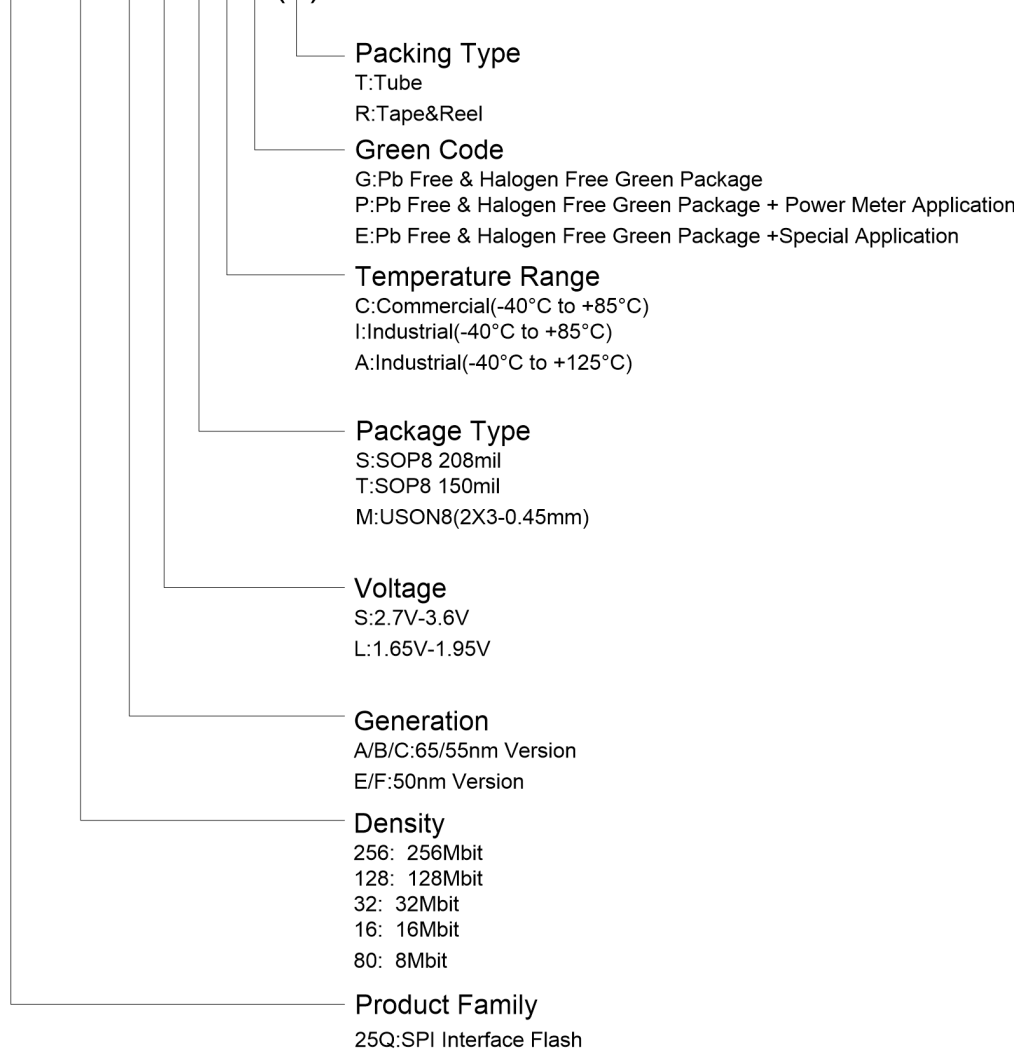 Packing Type
T:Tube
R:Tape&Reel
Green Code
G:Pb Free & Halogen Free Green Package
P:Pb Free & Halogen Free Green Package + Power Meter Application
E:Pb Free & Halogen Free Green Package +Special Application
Temperature Range
C:Commercial(-40°C to +85°C)
I:Industrial(-40°C to +85°C)
A:Industrial(-40°C to +125°C)
Package Type
S:SOP8 208mil
T:SOP8 150mil
M:USON8(2X3-0.45mm)
Voltage
S:2.7V-3.6V
L:1.65V-1.95V
Generation
A/B/C:65/55nm Version
E/F:50nm Version
Density
256: 256Mbit
128: 128Mbit
32: 32Mbit
16: 16Mbit
80: 8Mbit
Product Family
25Q:SPI Interface Flash